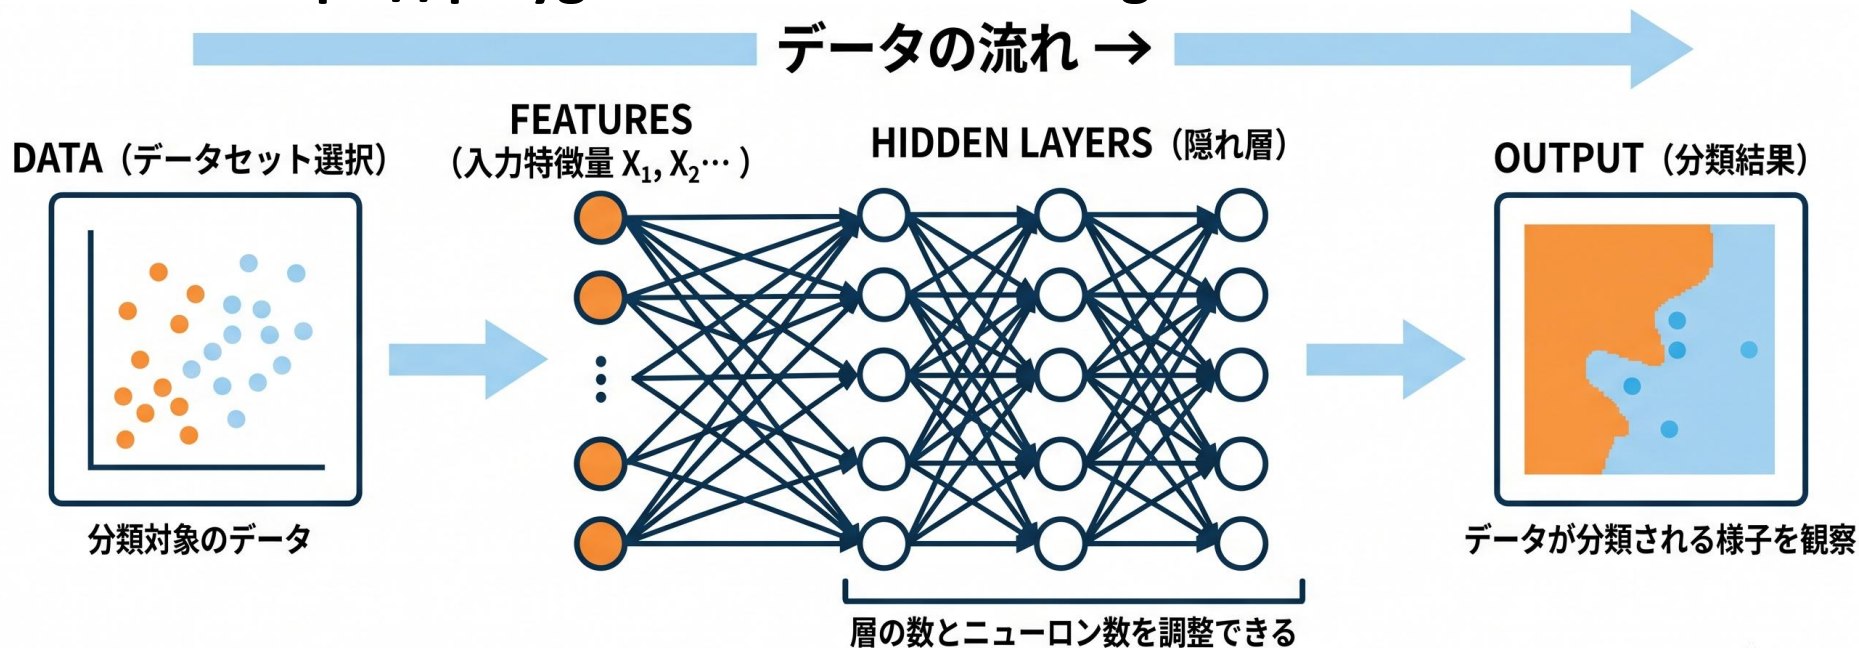 データの流れ →
DATA（データセット選択）
FEATURES
（入力特徴量 X₁, X₂… ）
HIDDEN LAYERS（隠れ層）
OUTPUT（分類結果）
分類対象のデータ
データが分類される様子を観察
層の数とニューロン数を調整できる